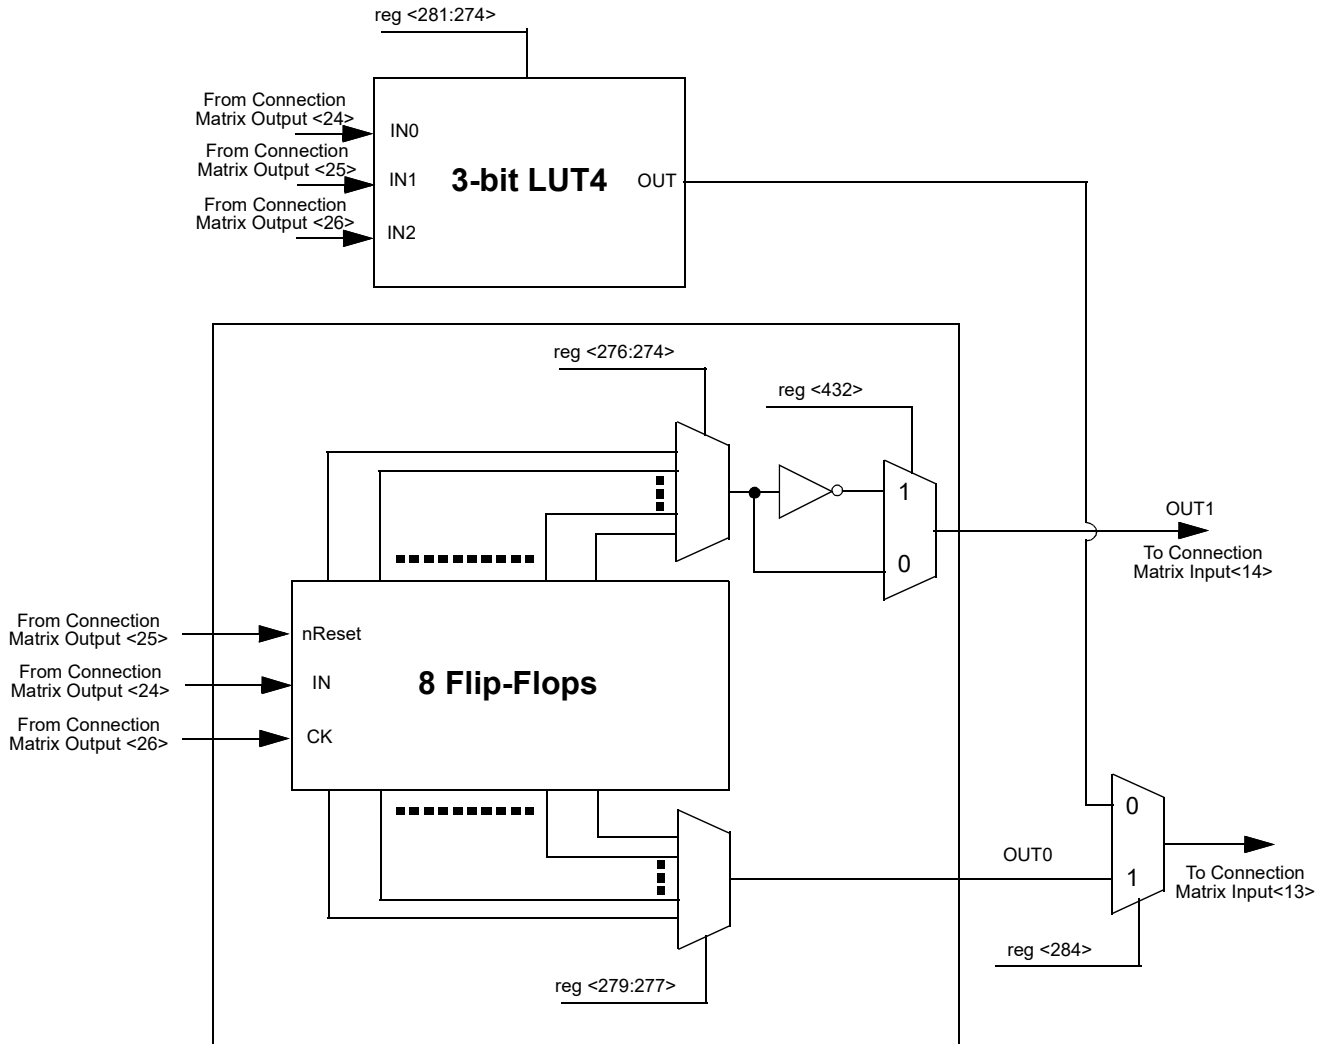 reg <281:274>
From Connection
Matrix Output <24>
IN0
From Connection
Matrix Output <25>
IN1
3-bit LUT4
OUT
From Connection
Matrix Output <26>
IN2
reg <276:274>
reg <432>
1
0
OUT1
To Connection
Matrix Input<14>
From Connection
Matrix Output <25>
nReset
From Connection
Matrix Output <24>
IN
8 Flip-Flops
From Connection
Matrix Output <26>
CK
0
1
OUT0
To Connection
Matrix Input<13>
reg <284>
reg <279:277>